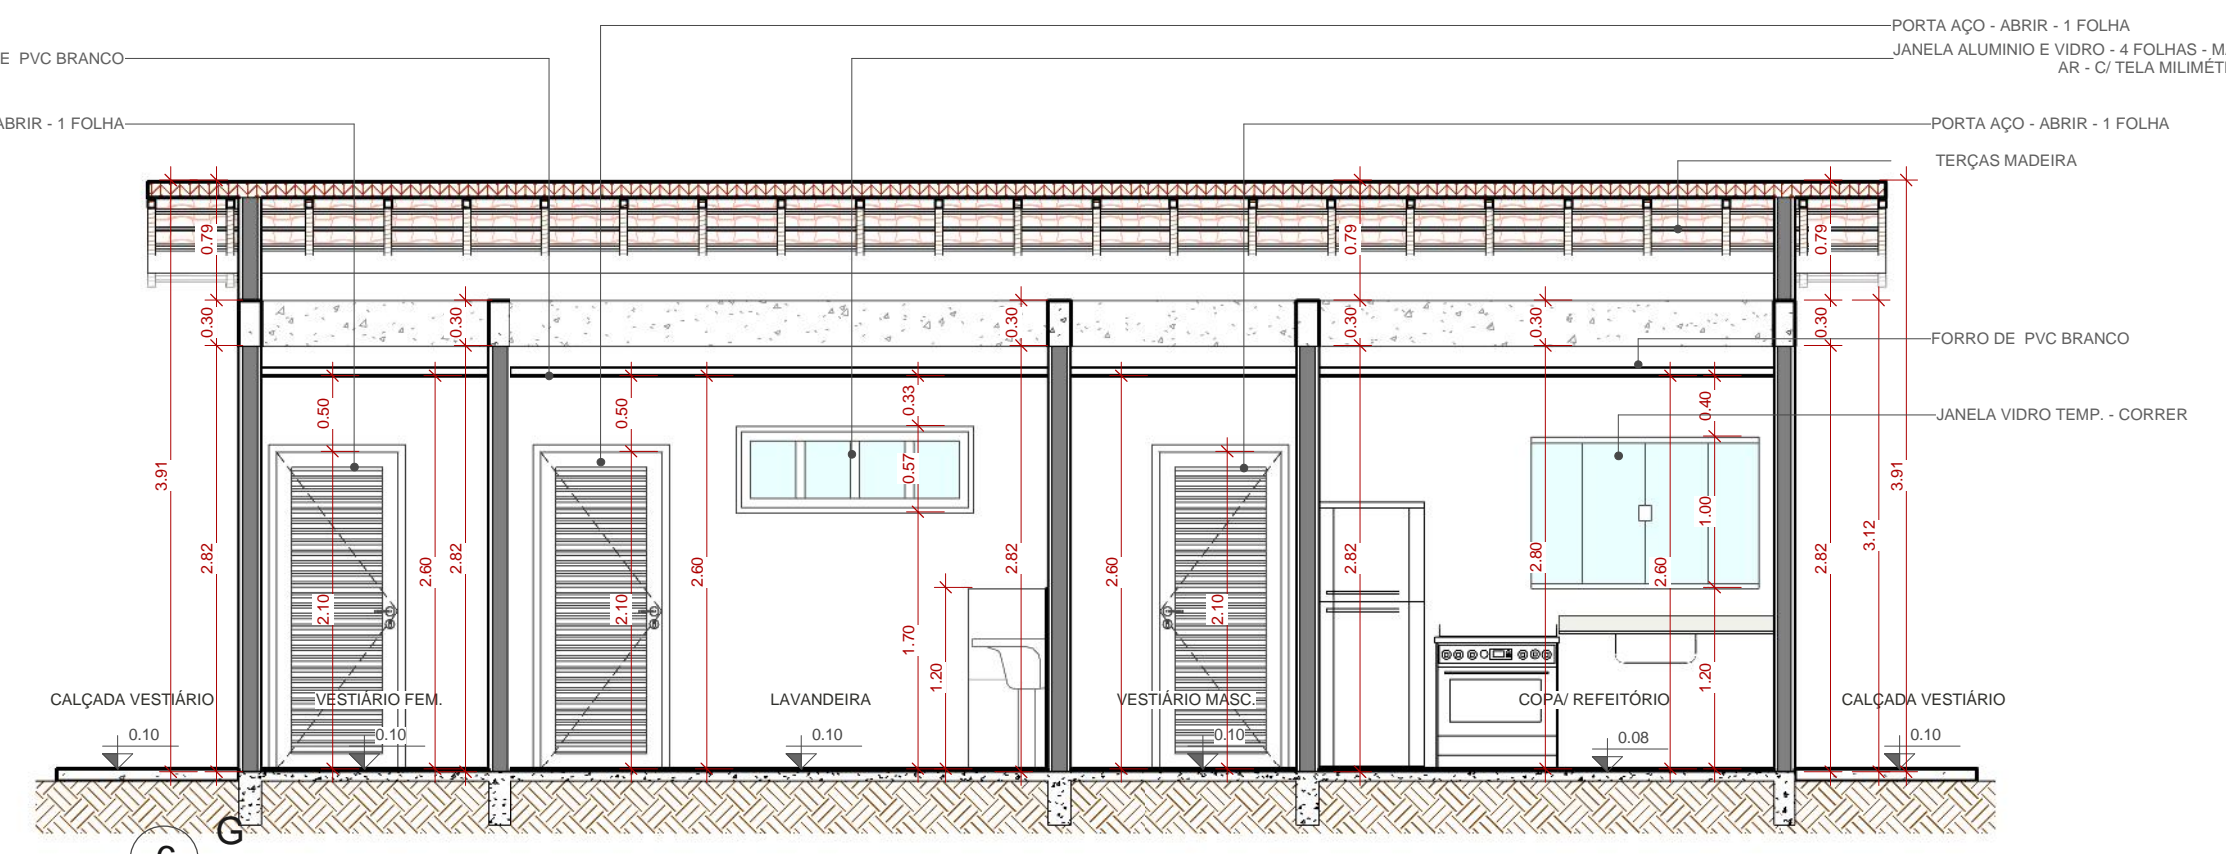 PORTA AÇO - ABRIR - 1 FOLHA
E PVC BRANCO
JANELA ALUMINIO E VIDRO - 4 FOLHAS - M
AR - C/ TELA MILIMÉT
ABRIR - 1 FOLHA
PORTA AÇO - ABRIR - 1 FOLHA
TERÇAS MADEIRA
0.79
0.79
0.79
0.30
0.30
0.30
0.30
0.30
0.30
FORRO DE PVC BRANCO
0.50
0.50
0.33
0.40
JANELA VIDRO TEMP. - CORRER
3.91
0.57
1.00
3.91
3.12
2.82
2.60
2.82
2.60
2.82
2.60
2.82
2.80
2.60
2.82
2.10
2.10
2.10
1.70
1.20
1.20
CALÇADA VESTIÁRIO
VESTIÁRIO FEM.
LAVANDEIRA
VESTIÁRIO MASC.
COPA/ REFEITÓRIO
CALÇADA VESTIÁRIO
0.10
0.10
0.10
0.10
0.08
0.10
G